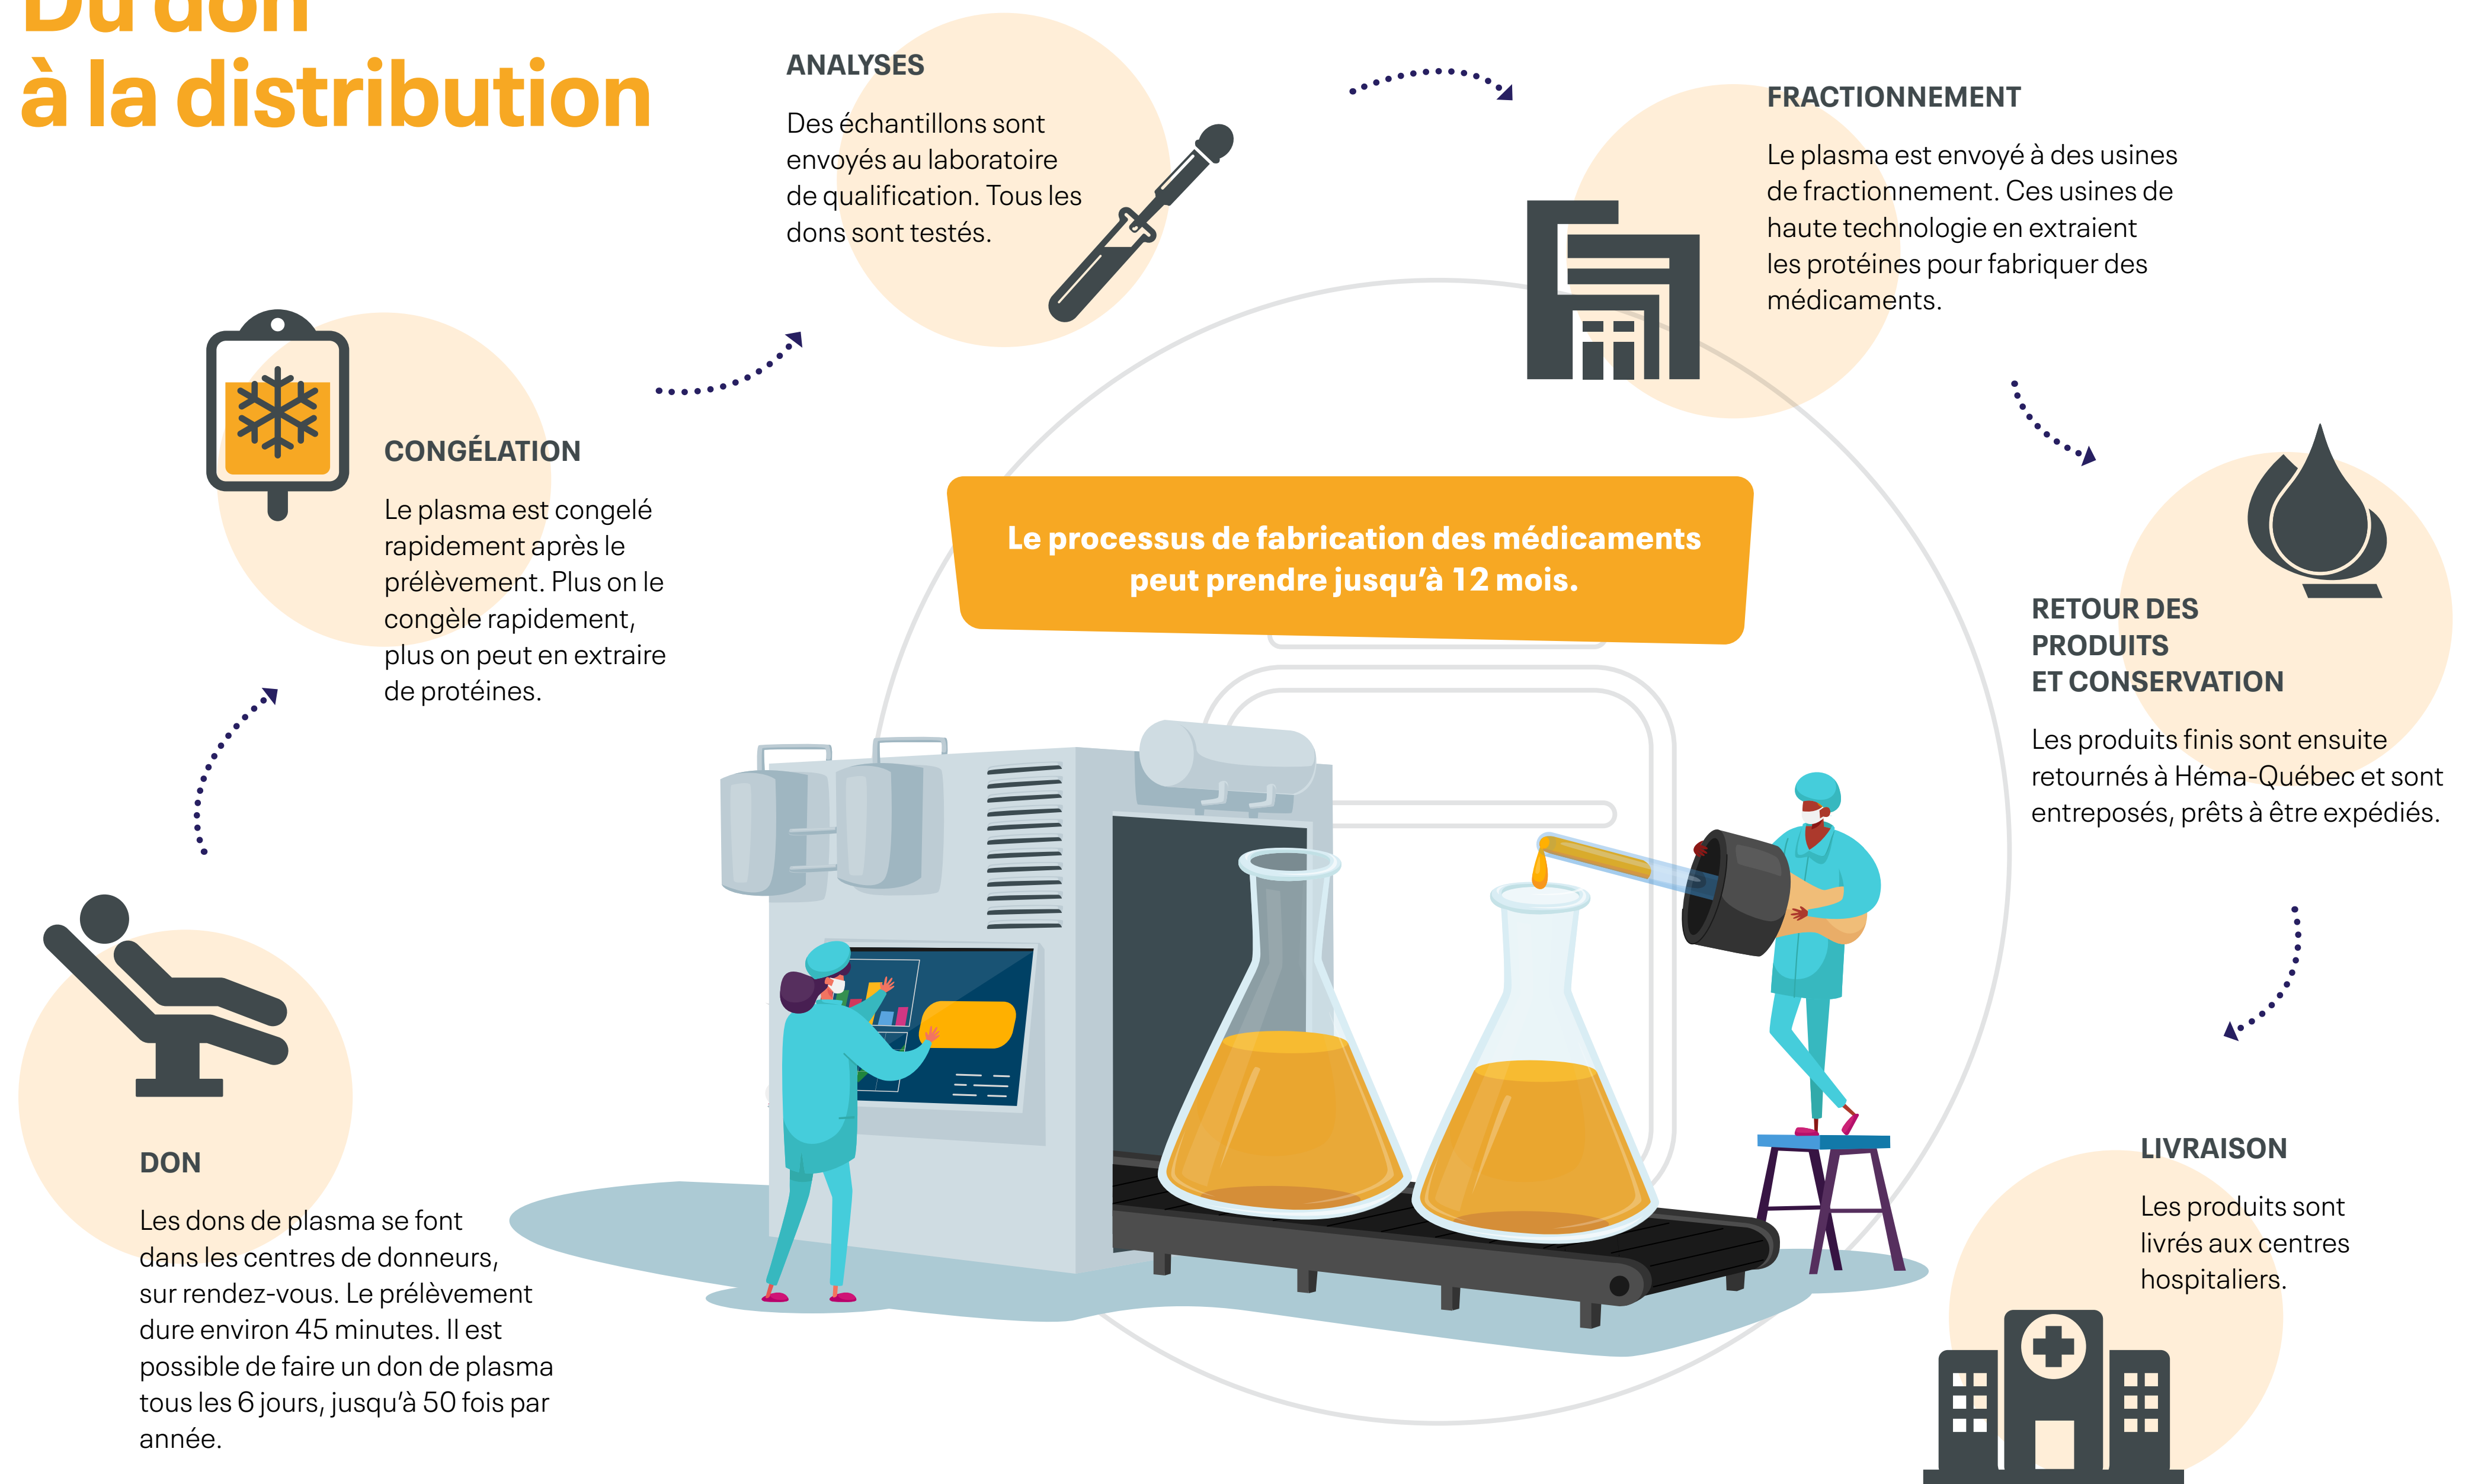 Du don
à la distribution
DON
Les dons de plasma se font
dans les centres de donneurs,
sur rendez-vous. Le prélèvement
dure environ 45 minutes. Il est
possible de faire un don de plasma
tous les 6 jours, jusqu'à 50 fois par
année.
CONGÉLATION
Le plasma est congelé
rapidement après le
prélèvement. Plus on le
congèle rapidement,
plus on peut en extraire
de protéines.
ANALYSES
Des échantillons sont
envoyés au laboratoire
de qualification. Tous les
dons sont testés.
FRACTIONNEMENT
Le plasma est envoyé à des usines
de fractionnement. Ces usines de
haute technologie en extraient
les protéines pour fabriquer des
médicaments.
RETOUR DES
PRODUITS
ET CONSERVATION
Les produits finis sont ensuite
retournés à Héma-Québec et sont
entreposés, prêts à être expédiés.
LIVRAISON
Les produits sont
livrés aux centres
hospitaliers.
Le processus de fabrication des médicaments
peut prendre jusqu'à 12 mois.